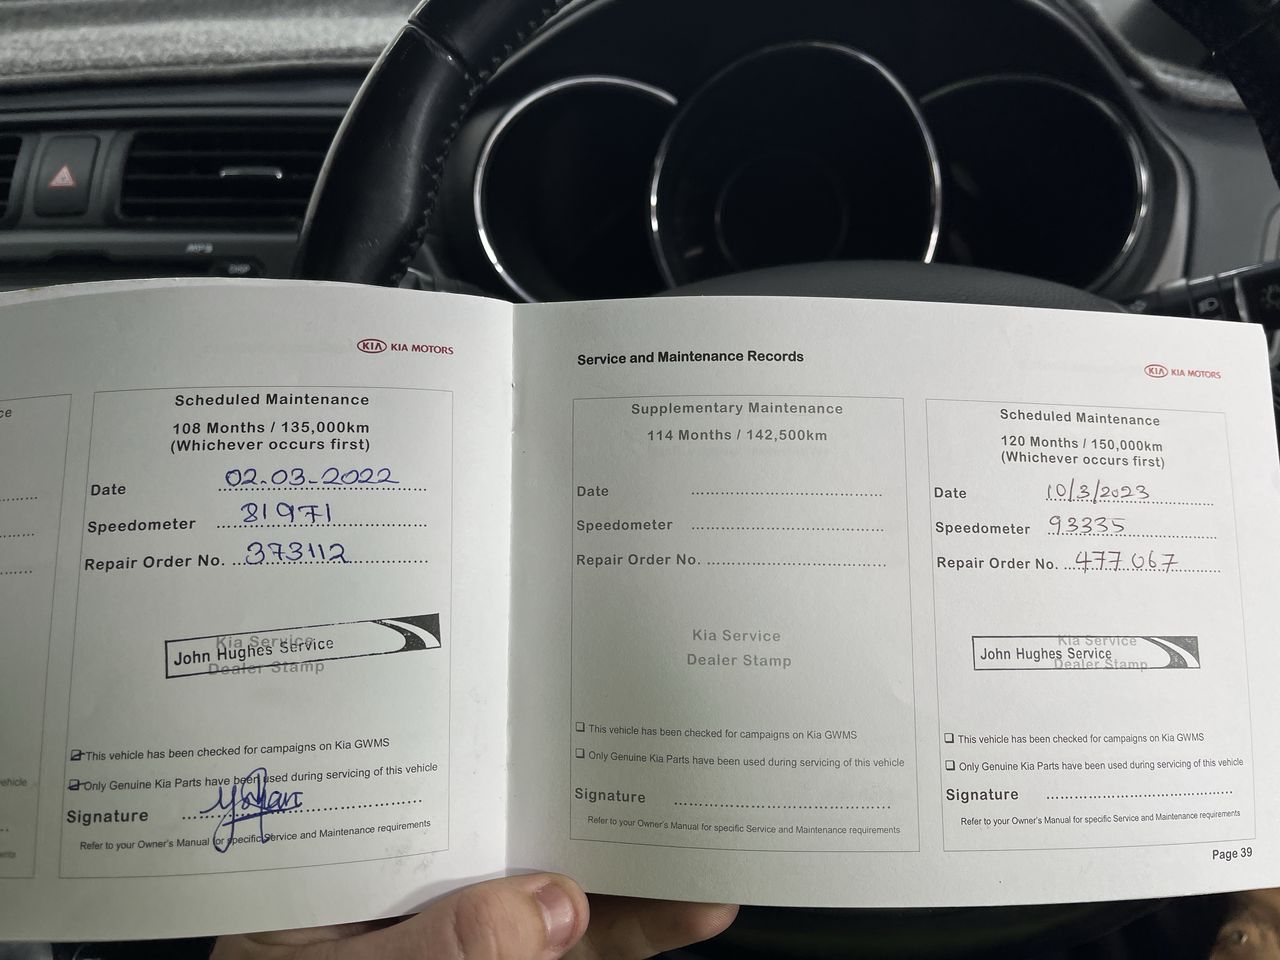 MP3
DISP
KIA KIA MOTORS
ce
Scheduled Maintenance
108 Months / 135,000km
(Whichever occurs first)
Date 02.03-2022
Speedometer 81971
Repair Order No. 373112
Kia Service
John Hughes Service
Dealer Stamp
This vehicle has been checked for campaigns on Kia GWMS
Only Genuine Kia Parts have been used during servicing of this vehicle
Signature
Refer to your Owner's Manual for specific Service and Maintenance requirements
vehicle
ents
Service and Maintenance Records
KIA KIA MOTORS
Supplementary Maintenance
114 Months / 142,500km
Date
Speedometer
Repair Order No.
Kia Service
Dealer Stamp
This vehicle has been checked for campaigns on Kia GWMS
Only Genuine Kia Parts have been used during servicing of this vehicle
Signature
Refer to your Owner's Manual for specific Service and Maintenance requirements
Scheduled Maintenance
120 Months / 150,000km
(Whichever occurs first)
Date 10/3/2023
Speedometer 93335
Repair Order No. 477067
Kia Service
John Hughes Service
Dealer Stamp
This vehicle has been checked for campaigns on Kia GWMS
Only Genuine Kia Parts have been used during servicing of this vehicle
Signature
Refer to your Owner's Manual for specific Service and Maintenance requirements
Page 39